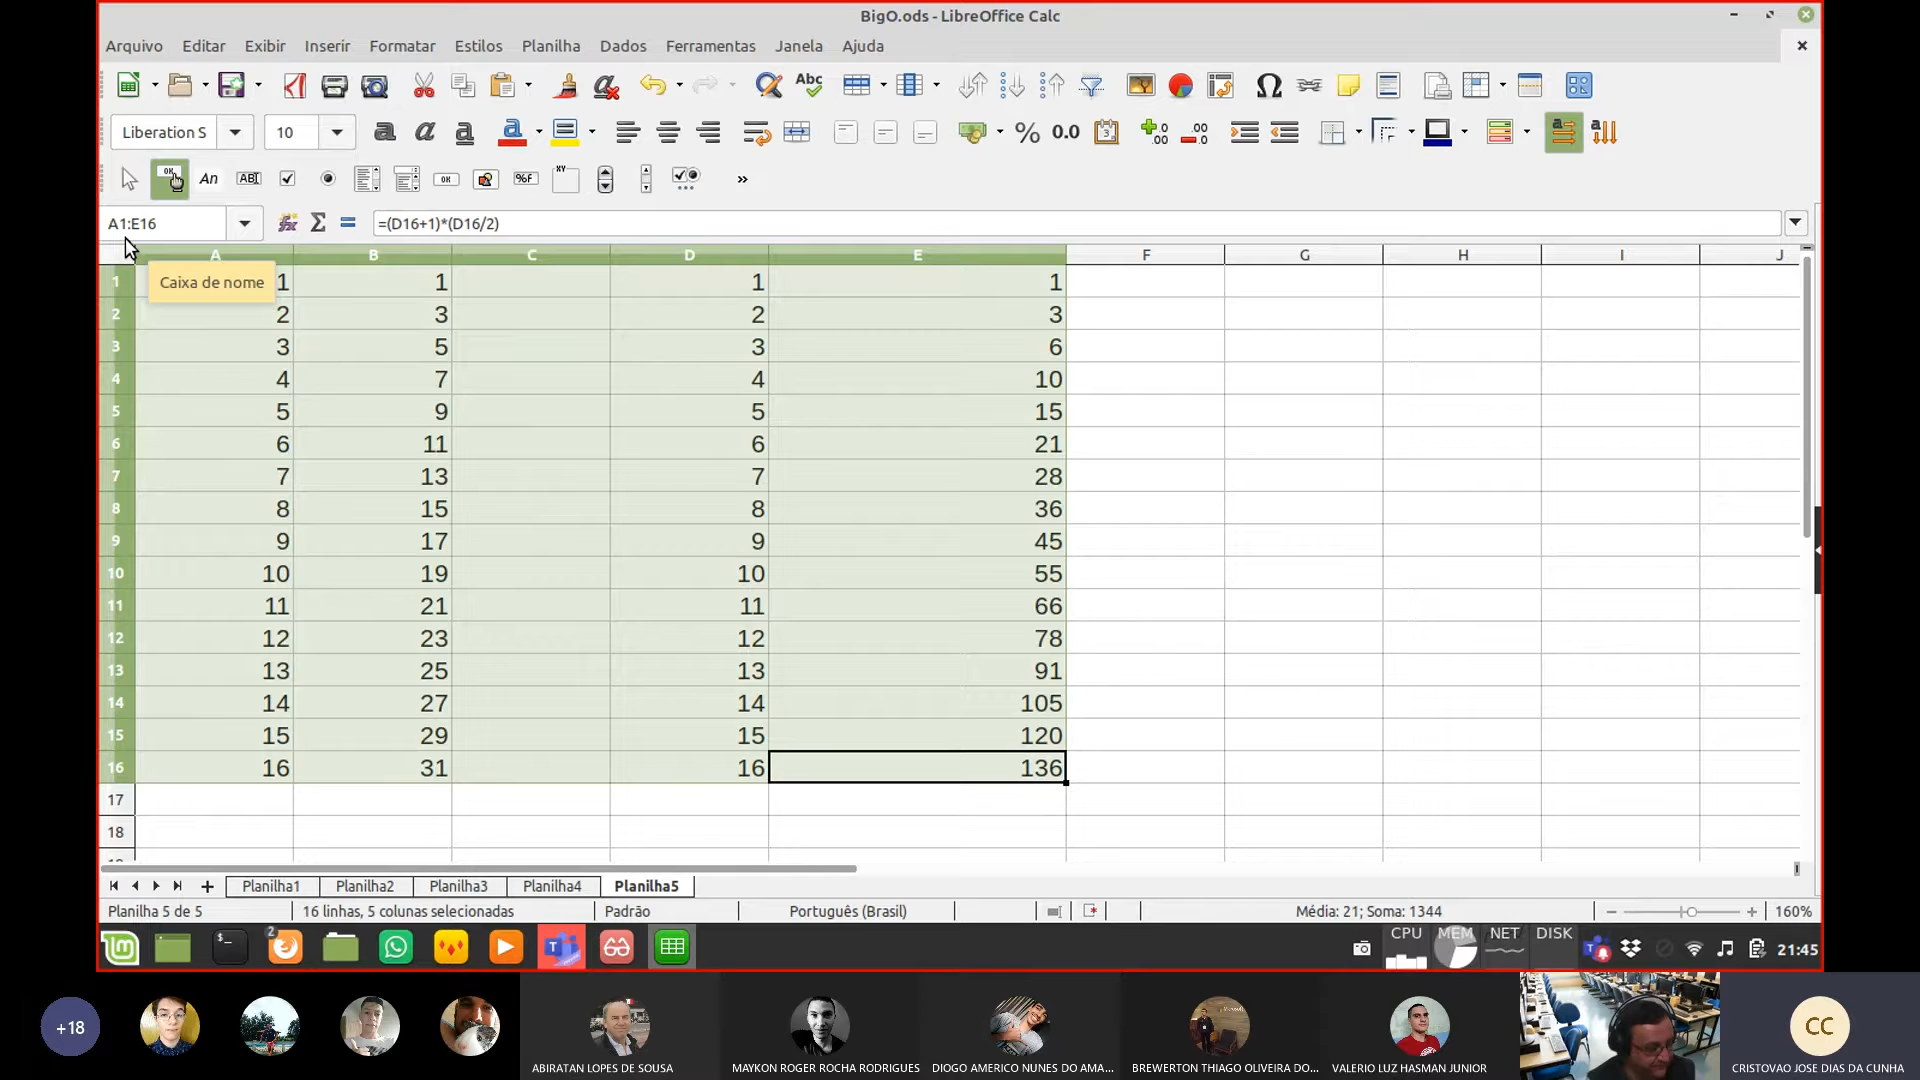 BigO.ods - LibreOffice Calc
Arquivo Editar Exibir Inserir Formatar Estilos Planilha Dados Ferramentas Janela Ajuda
Liberation S 10
A1:E16 =(D16+1)*(D16/2)
A B C D E F G H I J
Caixa de nome
1 1 1 1 1
2 2 3 2 3
3 3 5 3 6
4 4 7 4 10
5 5 9 5 15
6 6 11 6 21
7 7 13 7 28
8 8 15 8 36
9 9 17 9 45
10 10 19 10 55
11 11 21 11 66
12 12 23 12 78
13 13 25 13 91
14 14 27 14 105
15 15 29 15 120
16 16 31 16 136
17
18
Planilha1 Planilha2 Planilha3 Planilha4 Planilha5
Planilha 5 de 5 16 linhas, 5 colunas selecionadas Padrão Português (Brasil) Média: 21; Soma: 1344 160%
2 CPU MEM NET DISK 21:45
+18 CC
ABIRATAN LOPES DE SOUSA MAYKON ROGER ROCHA RODRIGUES DIOGO AMERICO NUNES DO AMA... BREWERTON THIAGO OLIVEIRA DO... VALERIO LUZ HASMAN JUNIOR CRISTOVAO JOSE DIAS DA CUNHA